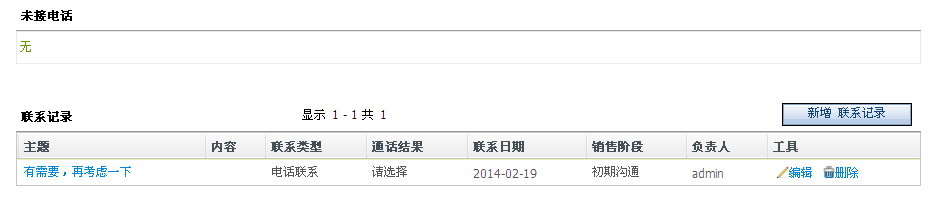 未接电话
无
联系记录 显示 1 - 1 共 1 新增 联系记录
主题 内容 联系类型 通话结果 联系日期 销售阶段 负责人 工具
有需要，再考虑一下 电话联系 请选择 2014-02-19 初期沟通 admin 编辑 删除